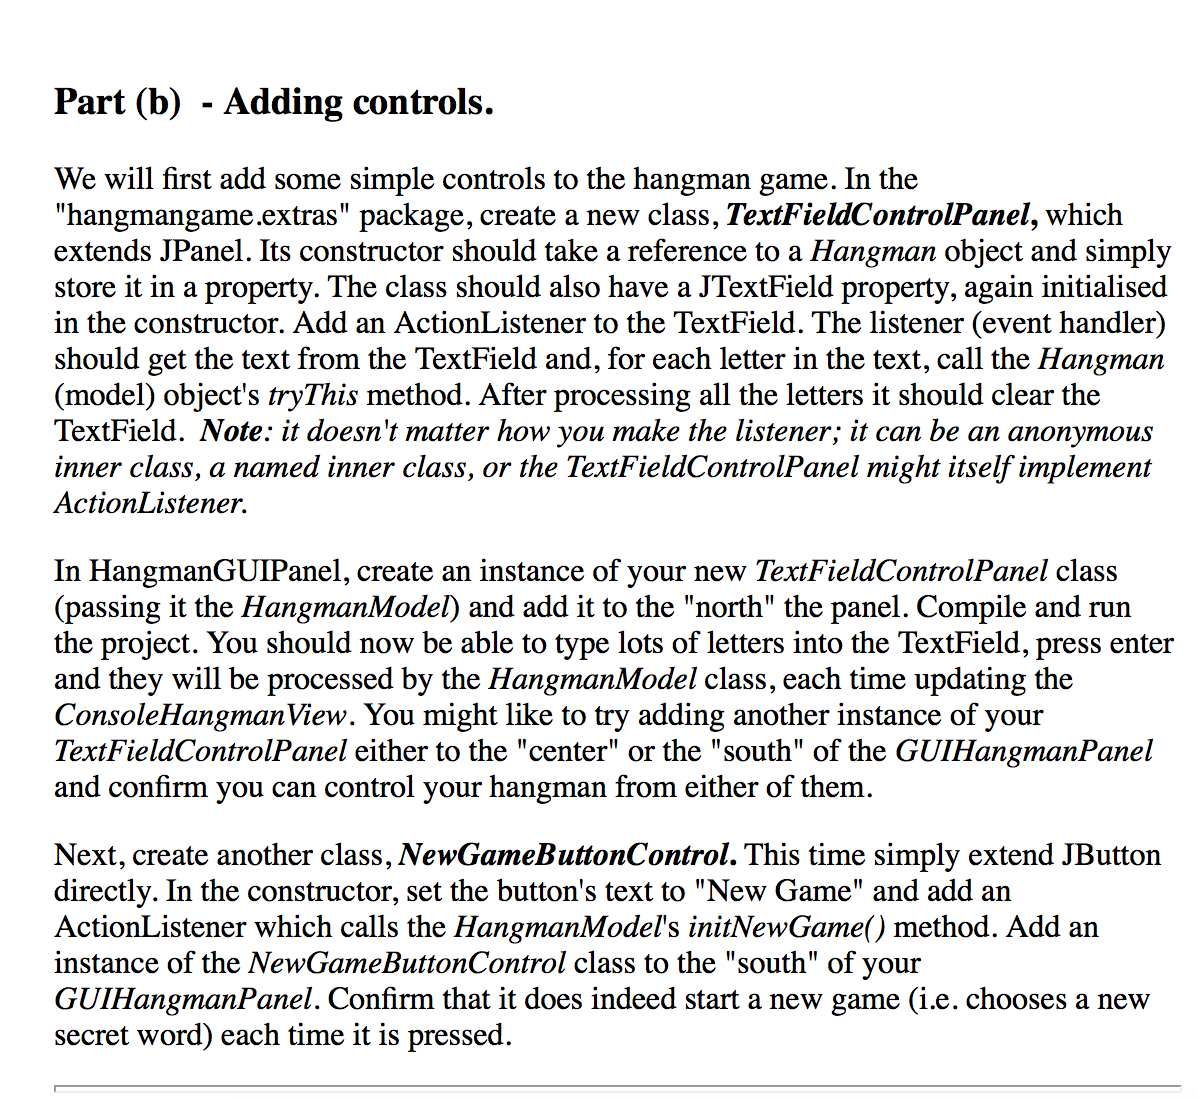 Part (b)  - Adding controls.
We will first add some simple controls to the hangman game. In the
"hangmangame.extras" package, create a new class, TextFieldControlPanel, which
extends JPanel. Its constructor should take a reference to a Hangman object and simply
store it in a property. The class should also have a JTextField property, again initialised
in the constructor. Add an ActionListener to the TextField. The listener (event handler)
should get the text from the TextField and, for each letter in the text, call the Hangman
(model) object's tryThis method. After processing all the letters it should clear the
TextField.  Note: it doesn't matter how you make the listener; it can be an anonymous
inner class, a named inner class, or the TextFieldControlPanel might itself implement
ActionListener.
In HangmanGUIPanel, create an instance of your new TextFieldControlPanel class
(passing it the HangmanModel) and add it to the "north" the panel. Compile and run
the project. You should now be able to type lots of letters into the TextField, press enter
and they will be processed by the HangmanModel class, each time updating the
ConsoleHangmanView. You might like to try adding another instance of your
TextFieldControlPanel either to the "center" or the "south" of the GUIHangmanPanel
and confirm you can control your hangman from either of them.
Next, create another class, NewGameButtonControl. This time simply extend JButton
directly. In the constructor, set the button's text to "New Game" and add an
ActionListener which calls the HangmanModel's initNewGame() method. Add an
instance of the NewGameButtonControl class to the "south" of your
GUIHangmanPanel. Confirm that it does indeed start a new game (i.e. chooses a new
secret word) each time it is pressed.